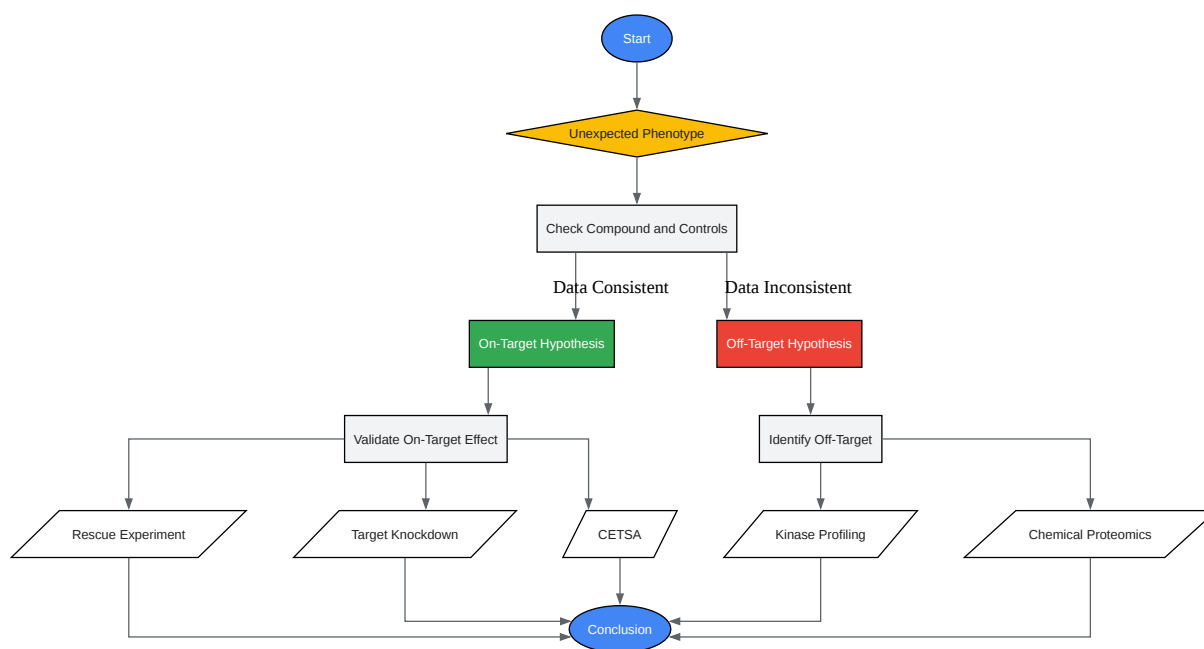 Start
Unexpected Phenotype
Check Compound and Controls
Data Consistent
Data Inconsistent
On-Target Hypothesis
Off-Target Hypothesis
Validate On-Target Effect
Identify Off-Target
Rescue Experiment
Target Knockdown
CETSA
Kinase Profiling
Chemical Proteomics
Conclusion